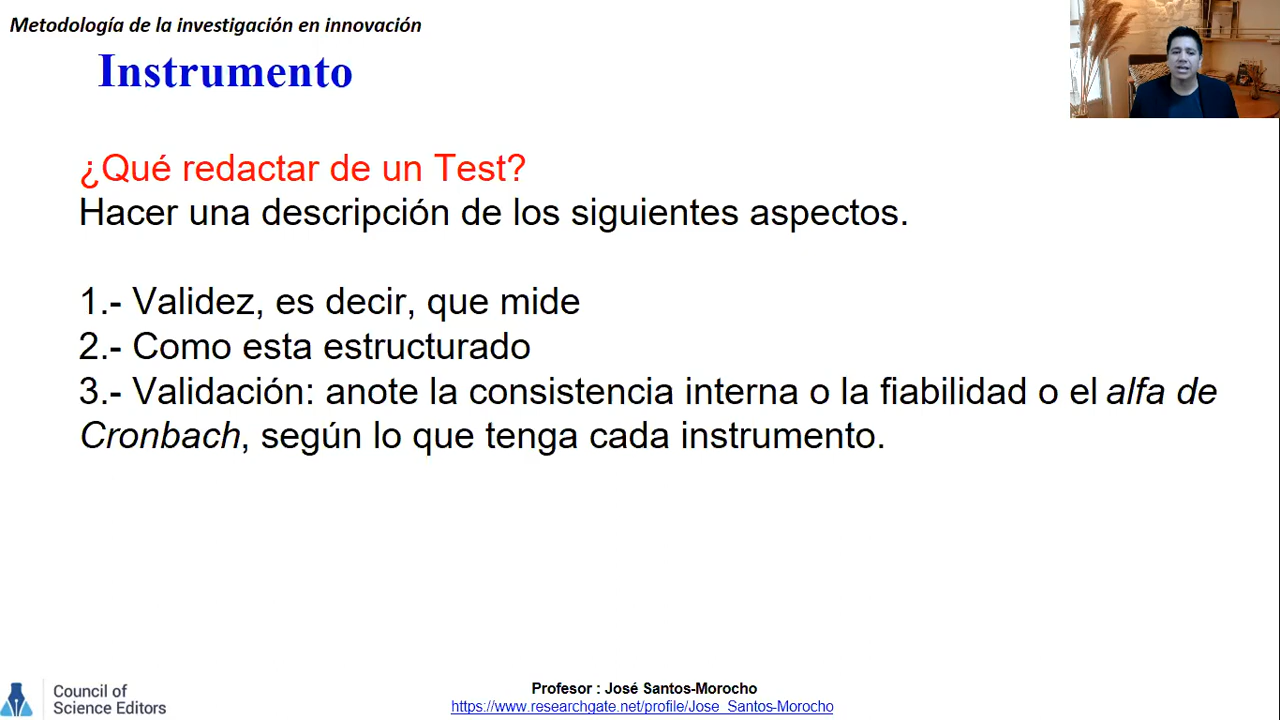 Metodología de la investigación en innovación
Instrumento
¿Qué redactar de un Test?
Hacer una descripción de los siguientes aspectos.
1.- Validez, es decir, que mide
2.- Como esta estructurado
3.- Validación: anote la consistencia interna o la fiabilidad o el alfa de
Cronbach, según lo que tenga cada instrumento.
Council of
Science Editors
Profesor : José Santos-Morocho
https://www.researchgate.net/profile/Jose_Santos-Morocho